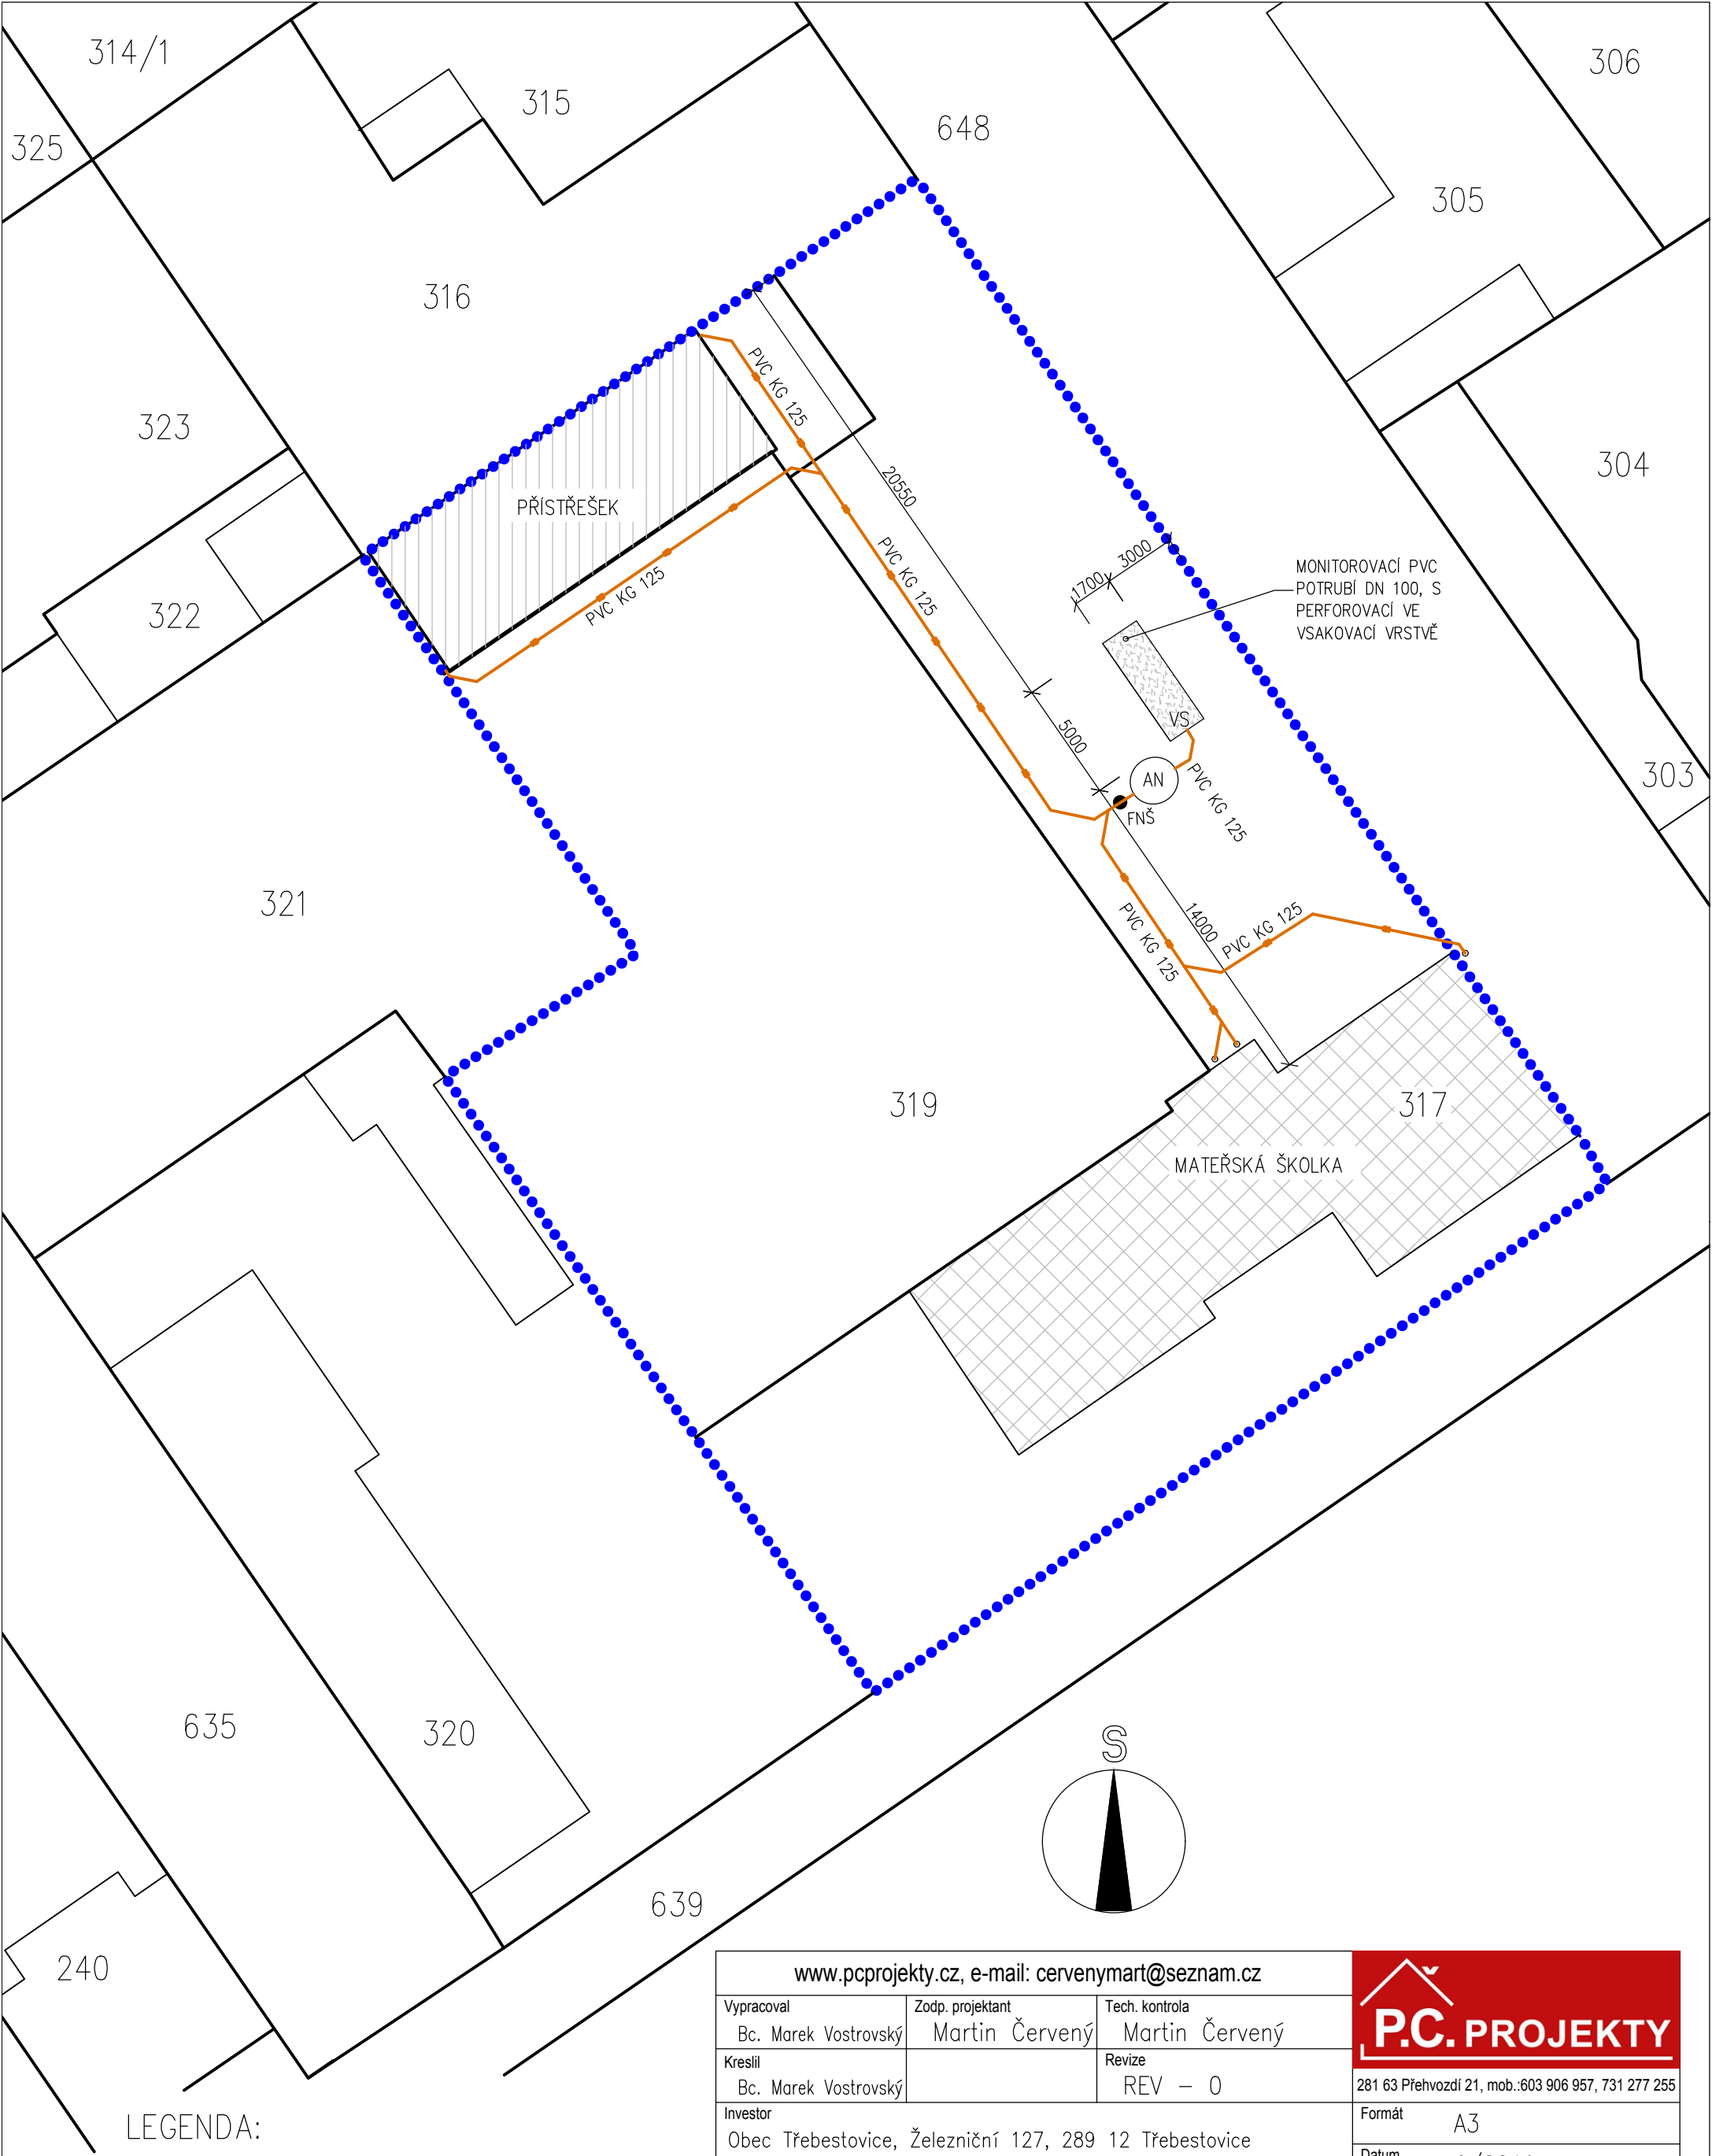 314/1
315
306
648
325
305
316
PVC KG 125
323
304
20550
PŘÍSTŘEŠEK
PVC KG 125
3000
1700
MONITOROVACÍ PVC
POTRUBÍ DN 100, S
PERFOROVACÍ VE
VSAKOVACÍ VRSTVĚ
PVC KG 125
322
VS
5000
AN
PVC KG 125
303
FNŠ
321
14000
PVC KG 125
PVC KG 125
319
317
MATEŘSKÁ ŠKOLKA
635
320
S
639
240
LEGENDA:
www.pcprojekty.cz, e-mail: cervenymart@seznam.cz
Vypracoval
Zodp. projektant
Tech. kontrola
Bc. Marek Vostrovský
Martin Červený
Martin Červený
P.C. PROJEKTY
Kreslil
Revize
Bc. Marek Vostrovský
REV - 0
281 63 Přehvozdí 21, mob.:603 906 957, 731 277 255
Investor
Obec Třebestovice, Železniční 127, 289 12 Třebestovice
Formát
A3
Datum